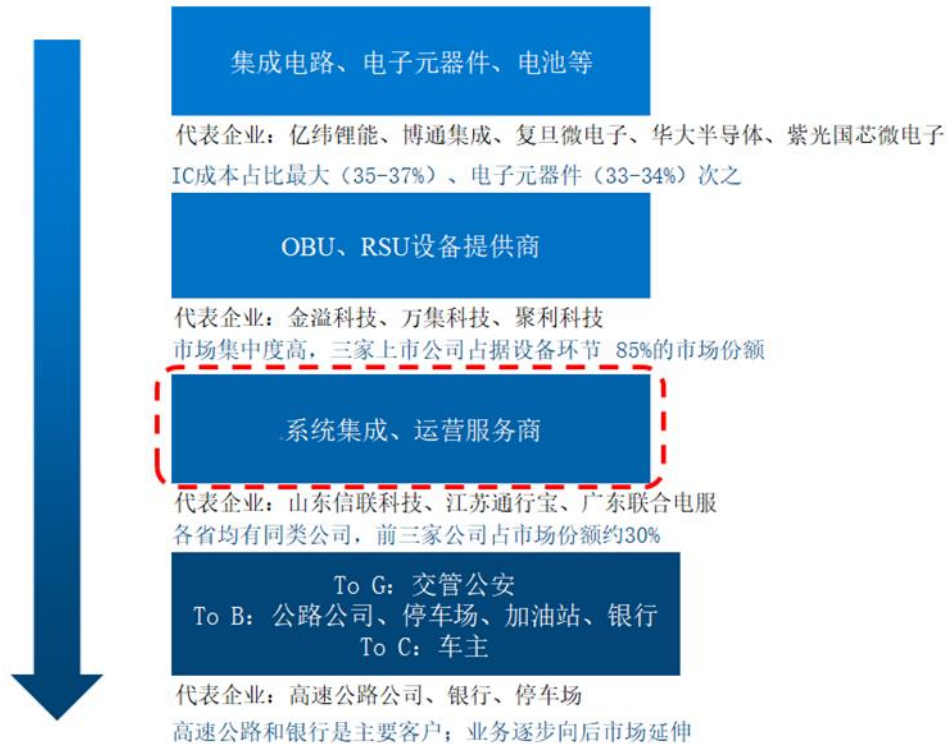 集成电路、电子元器件、电池等
代表企业：亿纬锂能、博通集成、复旦微电子、华大半导体、紫光国芯微电子
IC成本占比最大（35-37%）、电子元器件（33-34%）次之
OBU、RSU设备提供商
代表企业：金溢科技、万集科技、聚利科技
市场集中度高，三家上市公司占据设备环节 85%的市场份额
系统集成、运营服务商
代表企业：山东信联科技、江苏通行宝、广东联合电服
各省均有同类公司，前三家公司占市场份额约30%
To G：交管公安
To B：公路公司、停车场、加油站、银行
To C：车主
代表企业：高速公路公司、银行、停车场
高速公路和银行是主要客户；业务逐步向后市场延伸